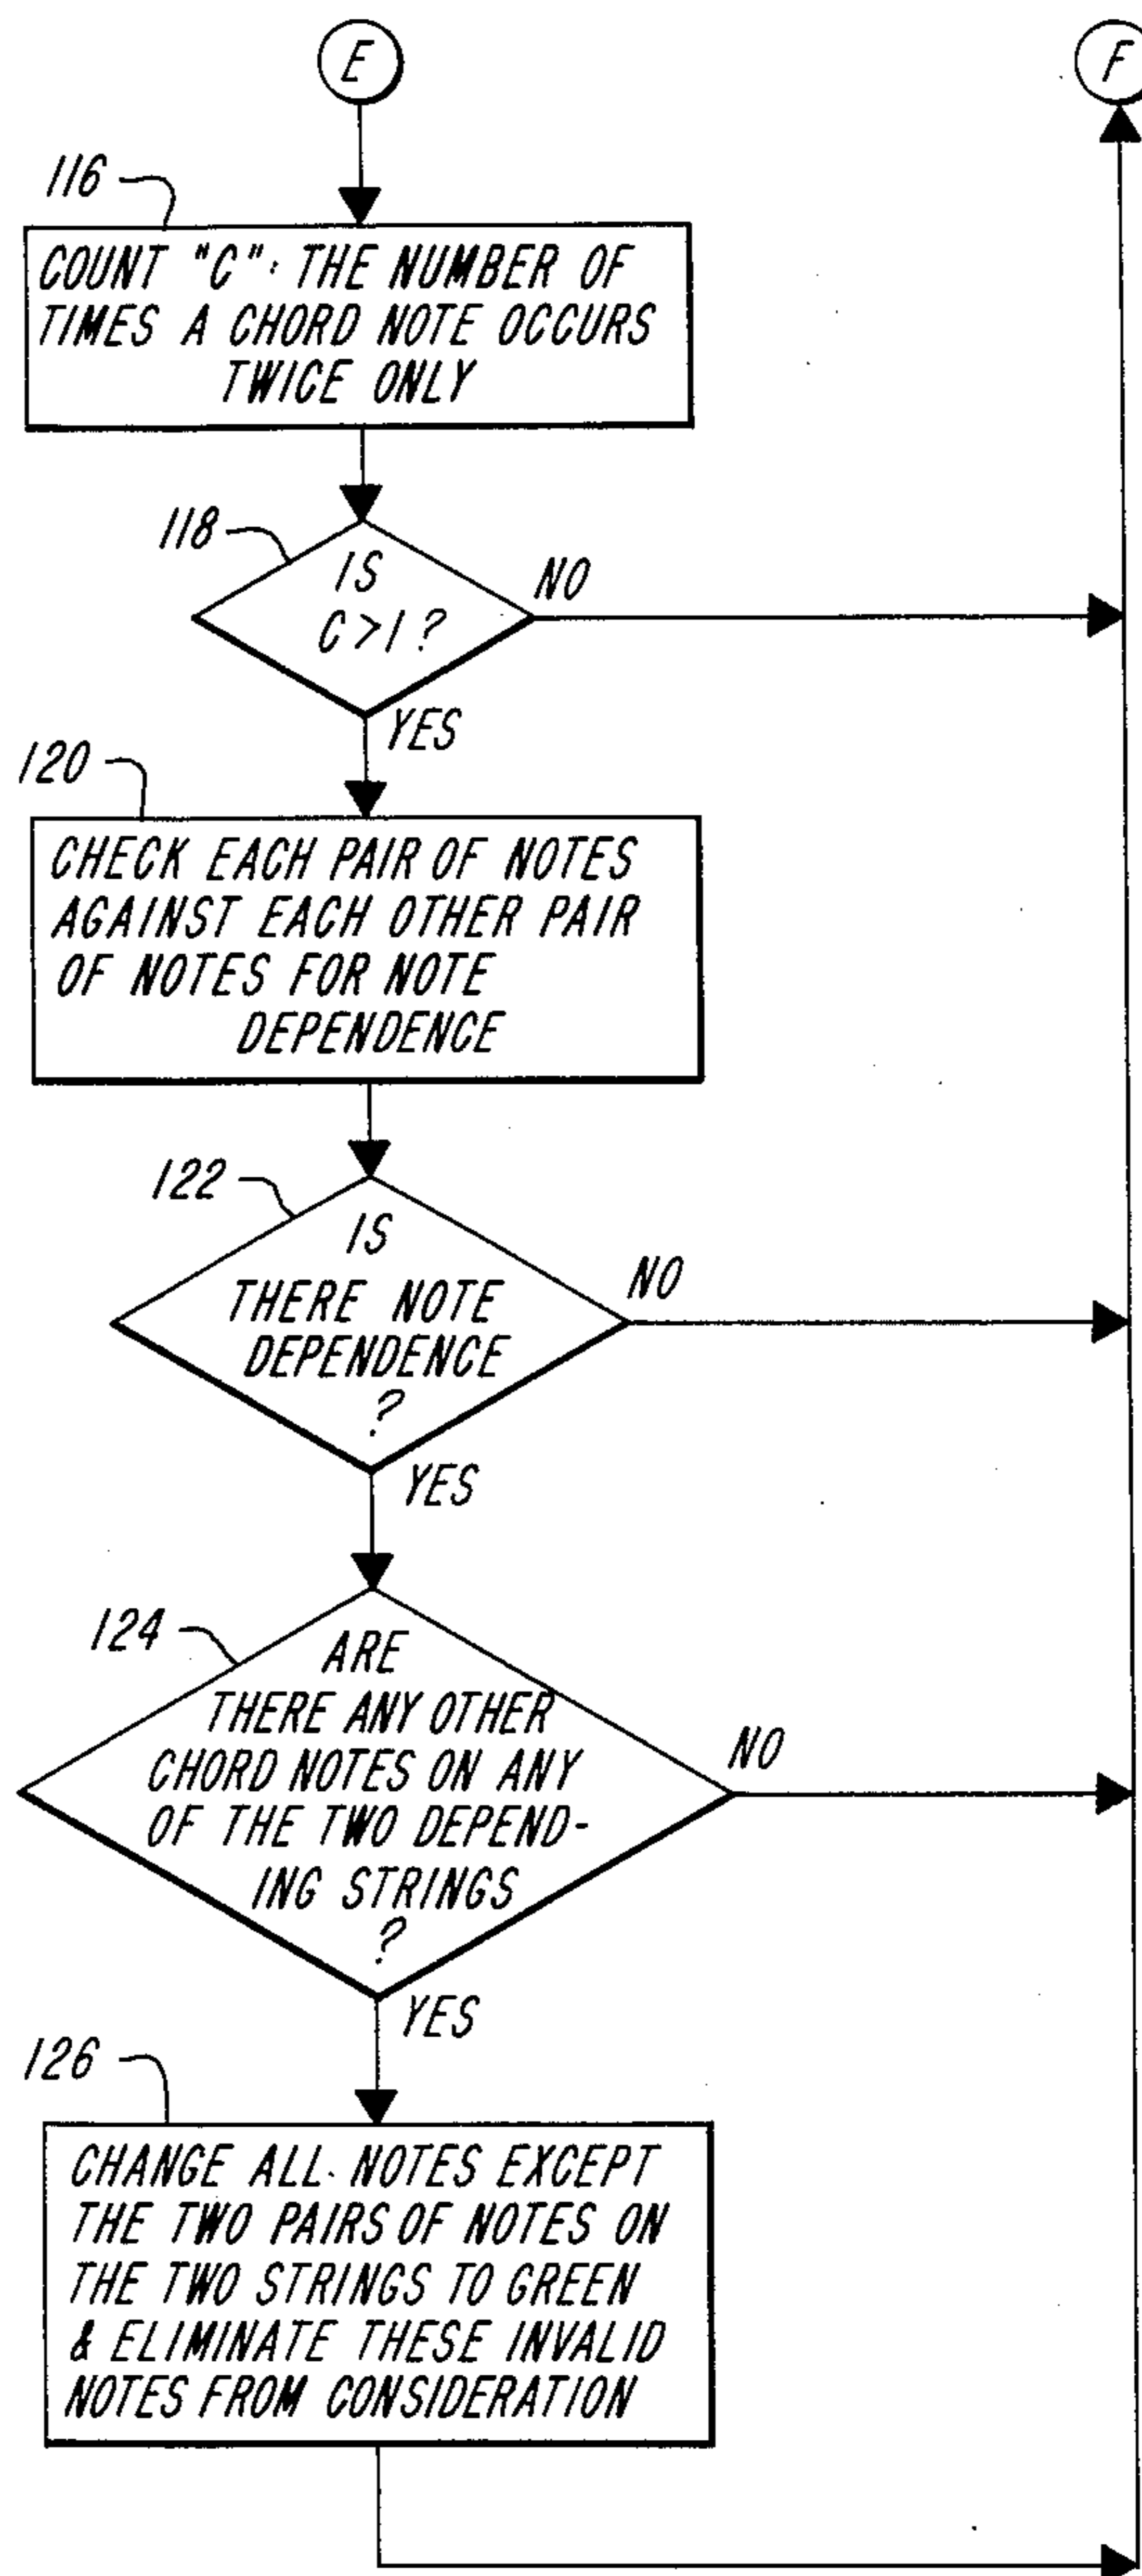 E
F
116
COUNT "C": THE NUMBER OF
TIMES A CHORD NOTE OCCURS
TWICE ONLY
118
IS
C>1?
NO
YES
120
CHECK EACH PAIR OF NOTES
AGAINST EACH OTHER PAIR
OF NOTES FOR NOTE
DEPENDENCE
122
IS
THERE NOTE
DEPENDENCE
?
NO
YES
124
ARE
THERE ANY OTHER
CHORD NOTES ON ANY
OF THE TWO DEPEND-
ING STRINGS
?
NO
YES
126
CHANGE ALL NOTES EXCEPT
THE TWO PAIRS OF NOTES ON
THE TWO STRINGS TO GREEN
& ELIMINATE THESE INVALID
NOTES FROM CONSIDERATION